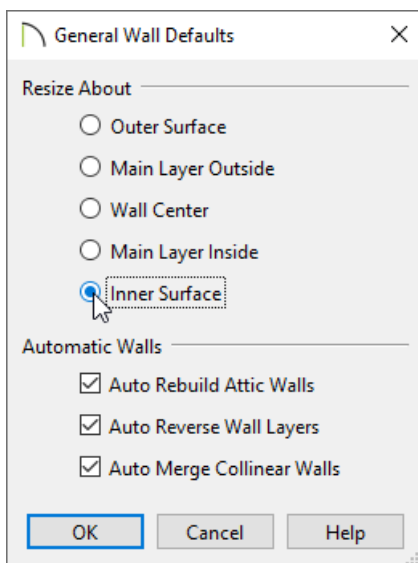 General Wall Defaults
Resize About
Outer Surface
Main Layer Outside
Wall Center
Main Layer Inside
Inner Surface
Automatic Walls
Auto Rebuild Attic Walls
Auto Reverse Wall Layers
Auto Merge Collinear Walls
OK Cancel Help